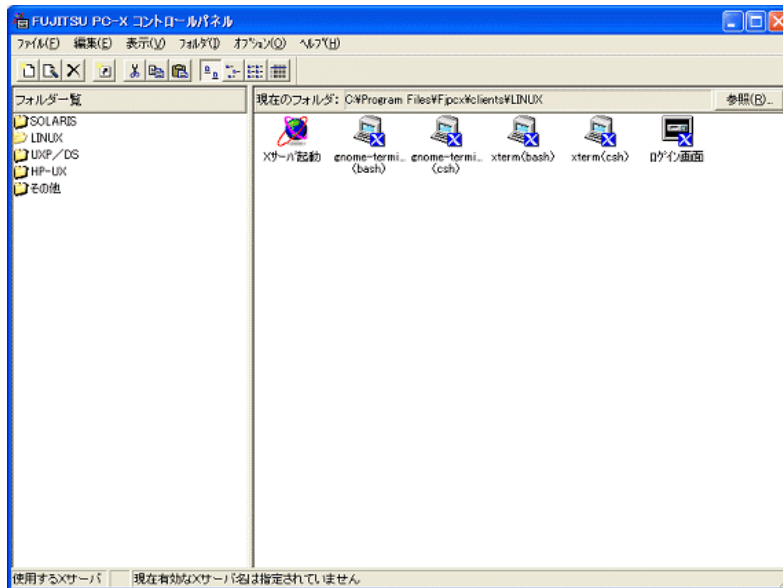 FUJITSU PC-X コントロールパネル
ファイル(F) 編集(E) 表示(V) フォルダ(I) オプション(O) ヘルプ(H)
フォルダ一覧
現在のフォルダ: C:¥Program Files¥Fjpcx¥clients¥LINUX
参照(R)...
SOLARIS
LINUX
UXP/DS
HP-UX
その他
Xサーバ起動
gnome-termi... (bash)
gnome-termi... (csh)
xterm(bash)
xterm(csh)
ログイン画面
使用するXサーバ
現在有効なXサーバ名は指定されていません